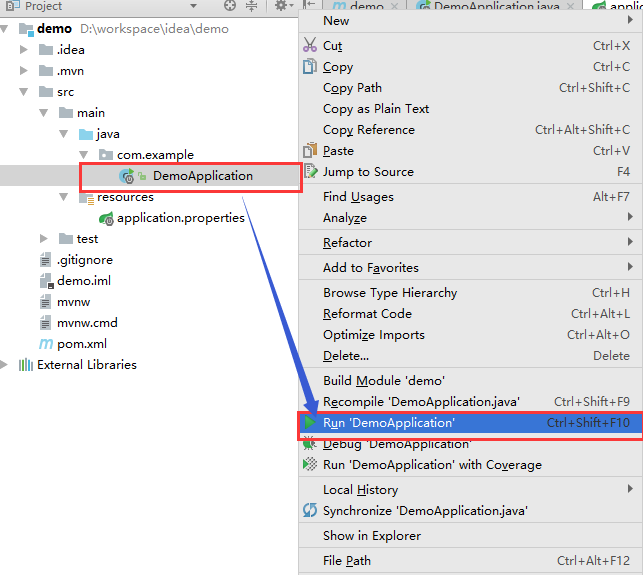 Project
demo D:\workspace\idea\demo
.idea
.mvn
src
main
java
com.example
DemoApplication
resources
application.properties
test
.gitignore
demo.iml
mvnw
mvnw.cmd
pom.xml
External Libraries
demo
DemoApplication.java
New
Cut Ctrl+X
Copy Ctrl+C
Copy Path Ctrl+Shift+C
Copy as Plain Text
Copy Reference Ctrl+Alt+Shift+C
Paste Ctrl+V
Jump to Source F4
Find Usages Alt+F7
Analyze
Refactor
Add to Favorites
Browse Type Hierarchy Ctrl+H
Reformat Code Ctrl+Alt+L
Optimize Imports Ctrl+Alt+O
Delete... Delete
Build Module 'demo'
Recompile 'DemoApplication.java' Ctrl+Shift+F9
Run 'DemoApplication' Ctrl+Shift+F10
Debug 'DemoApplication'
Run 'DemoApplication' with Coverage
Local History
Synchronize 'DemoApplication.java'
Show in Explorer
File Path Ctrl+Alt+F12